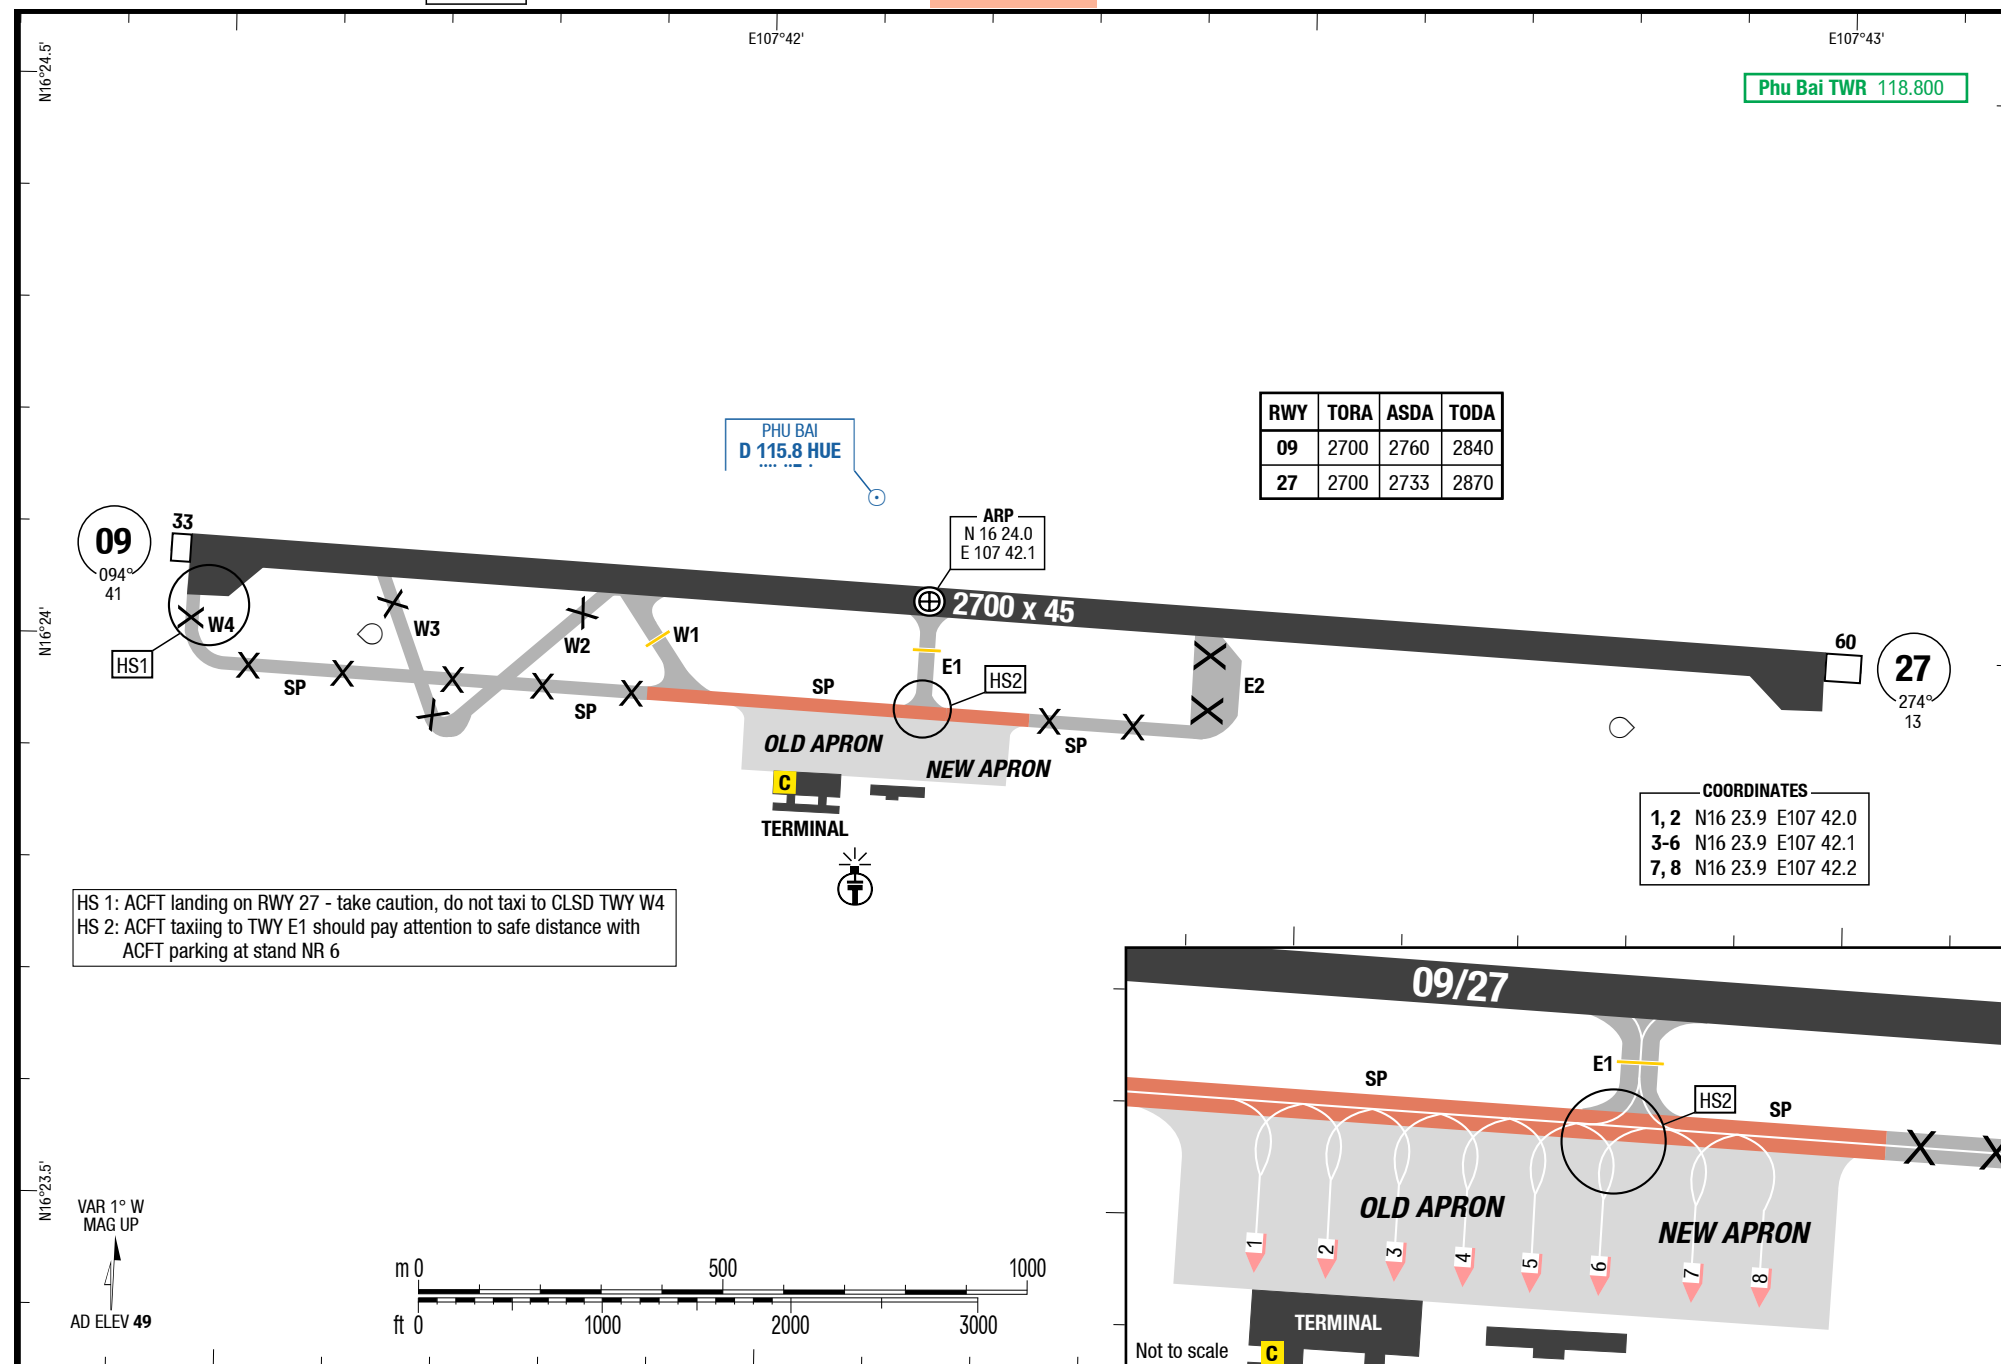 E107°42'
E107°43'
N16°24.5'
Phu Bai TWR 118.800
PHU BAI
D 115.8 HUE
RWY TORA ASDA TODA
09 2700 2760 2840
27 2700 2733 2870
ARP
N 16 24.0
E 107 42.1
33
09
094°
41
2700 x 45
N16°24'
W4
W3
W2
W1
E1
E2
HS1
HS2
SP
SP
SP
SP
60
27
274°
13
OLD APRON
NEW APRON
C
TERMINAL
COORDINATES
1, 2 N16 23.9 E107 42.0
3-6 N16 23.9 E107 42.1
7, 8 N16 23.9 E107 42.2
HS 1: ACFT landing on RWY 27 - take caution, do not taxi to CLSD TWY W4
HS 2: ACFT taxiing to TWY E1 should pay attention to safe distance with
ACFT parking at stand NR 6
09/27
E1
SP
HS2
SP
OLD APRON
NEW APRON
1
2
3
4
5
6
7
8
TERMINAL
Not to scale
C
N16°23.5'
VAR 1° W
MAG UP
AD ELEV 49
m 0 500 1000
ft 0 1000 2000 3000